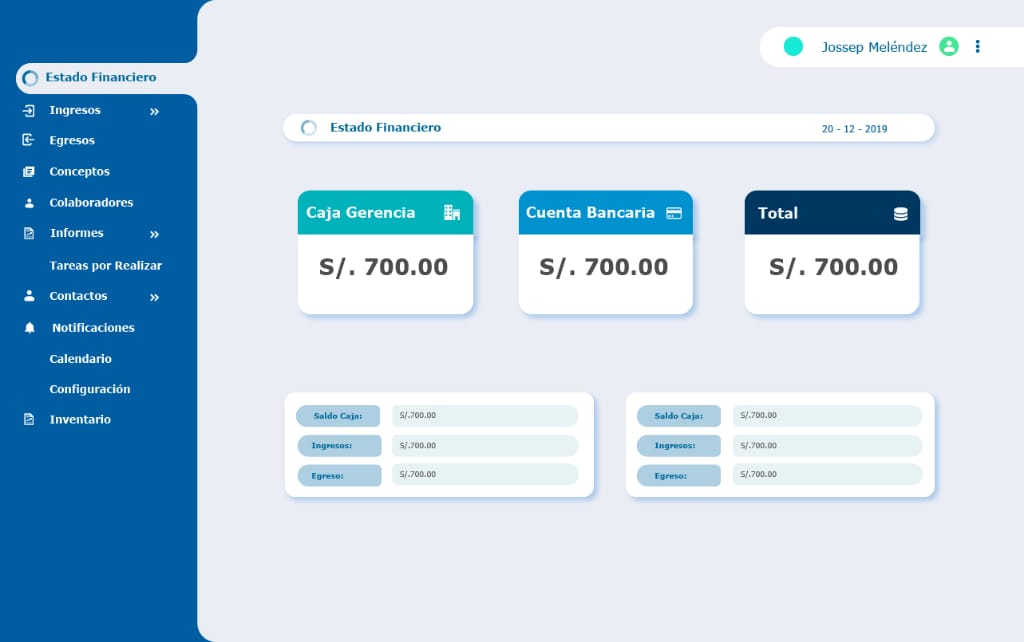 Jossep Meléndez
Estado Financiero
Ingresos
Egresos
Conceptos
Colaboradores
Informes
Tareas por Realizar
Contactos
Notificaciones
Calendario
Configuración
Inventario
Estado Financiero 20 - 12 - 2019
Caja Gerencia
S/. 700.00
Cuenta Bancaria
S/. 700.00
Total
S/. 700.00
Saldo Caja: S/.700.00
Ingresos: S/.700.00
Egreso: S/.700.00
Saldo Caja: S/.700.00
Ingresos: S/.700.00
Egreso: S/.700.00